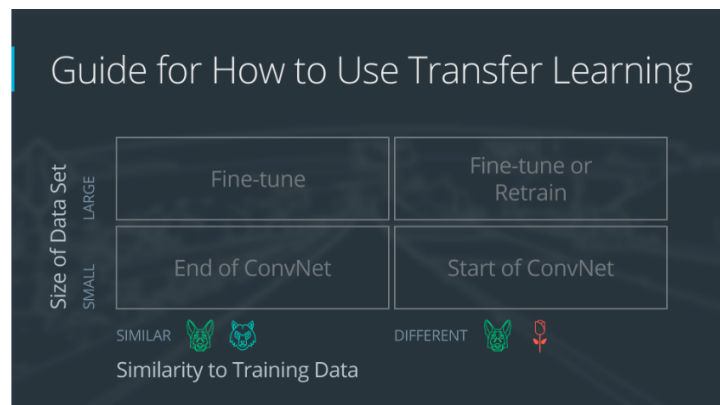 Guide for How to Use Transfer Learning
Size of Data Set
LARGE
SMALL
Fine-tune
Fine-tune or
Retrain
End of ConvNet
Start of ConvNet
SIMILAR
DIFFERENT
Similarity to Training Data